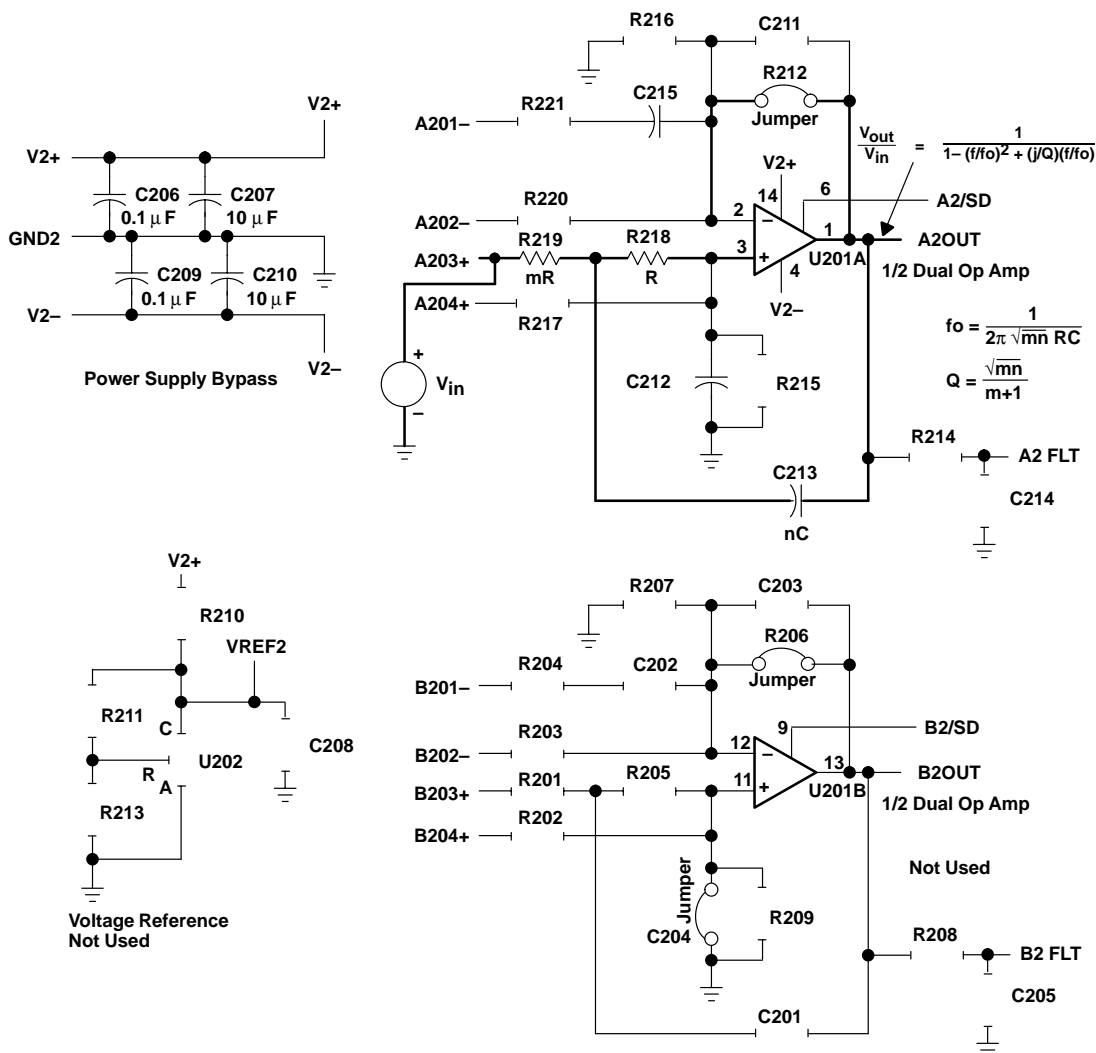 V2+
V2+
C206
0.1 μF
C207
10 μF
GND2
C209
0.1 μF
C210
10 μF
V2–
V2–
Power Supply Bypass
R216
C211
R212
Jumper
C215
R221
A201–
V2+
14
6
A2/SD
R220
A202–
2
–
R219
mR
R218
R
A203+
3
+
1
U201A
4
V2–
A2OUT
1/2 Dual Op Amp
Vout
Vin
=
1
1– (f/fo)2 + (j/Q)(f/fo)
A204+
R217
+
Vin
–
C212
R215
fo =
1
2π √mn RC
Q =
√mn
m+1
R214
A2 FLT
C214
C213
nC
V2+
R210
VREF2
R211
C
U202
R
A
C208
R213
Voltage Reference
Not Used
R207
C203
R206
Jumper
R204
C202
B201–
9
B2/SD
R203
B202–
12
–
R201
R205
B203+
11
+
13
U201B
B2OUT
1/2 Dual Op Amp
R202
B204+
Jumper
C204
R209
Not Used
R208
B2 FLT
C205
C201